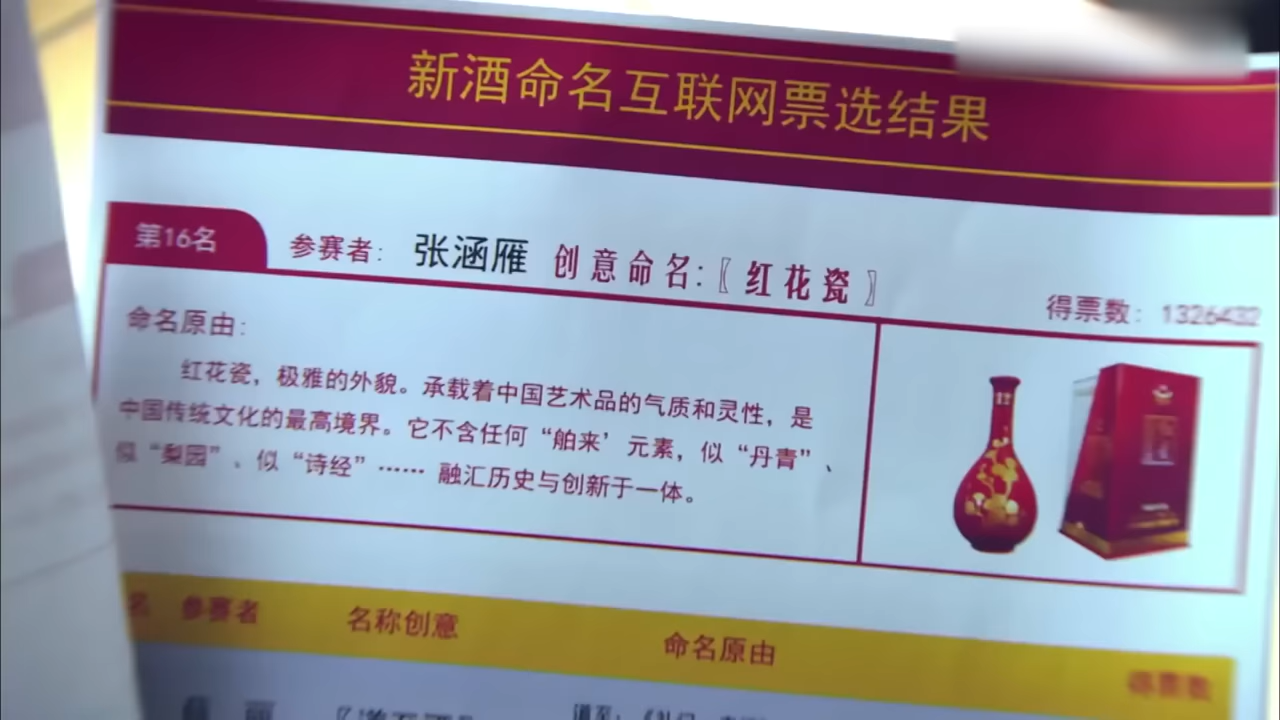 新酒命名互联网票选结果
第16名
参赛者: 张涵雁 创意命名:〖红花瓷〗
得票数: 1326432
命名原由:
红花瓷，极雅的外貌。承载着中国艺术品的气质和灵性，是
中国传统文化的最高境界。它不含任何“舶来’元素，似“丹青”、
似“梨园”、似“诗经”…… 融汇历史与创新于一体。
名 参赛者 名称创意 命名原由 得票数